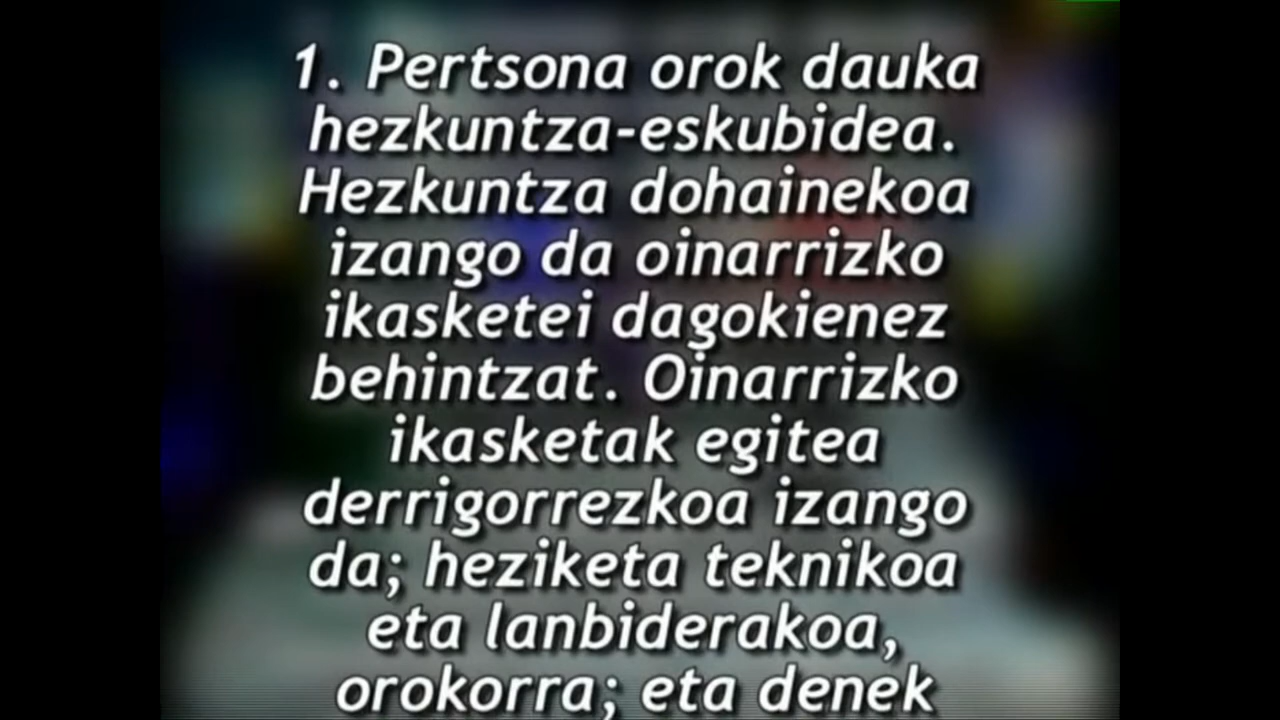 1. Pertsona orok dauka
hezkuntza-eskubidea.
Hezkuntza dohainekoa
izango da oinarrizko
ikasketei dagokienez
behintzat. Oinarrizko
ikasketak egitea
derrigorrezkoa izango
da; heziketa teknikoa
eta lanbiderakoa,
orokorra; eta denek